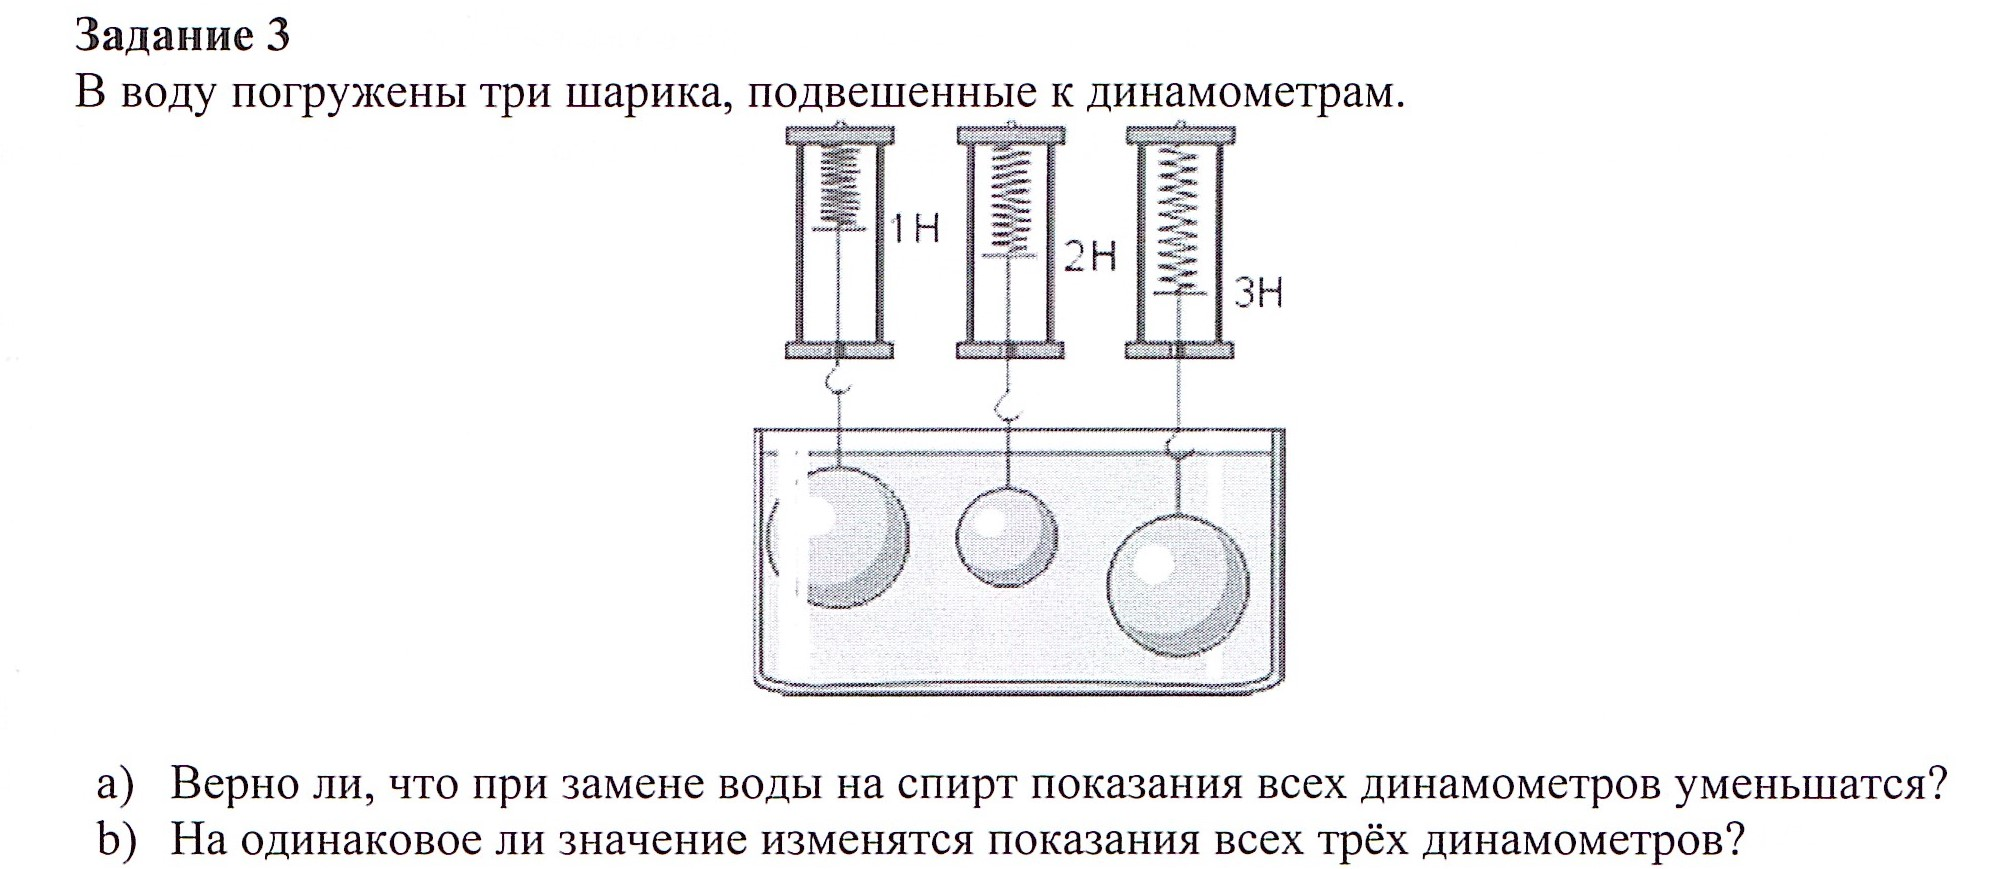 Задание 3
В воду погружены три шарика, подвешенные к динамометрам.
1Н
2Н
3Н
a) Верно ли, что при замене воды на спирт показания всех динамометров уменьшатся?
b) На одинаковое ли значение изменятся показания всех трёх динамометров?